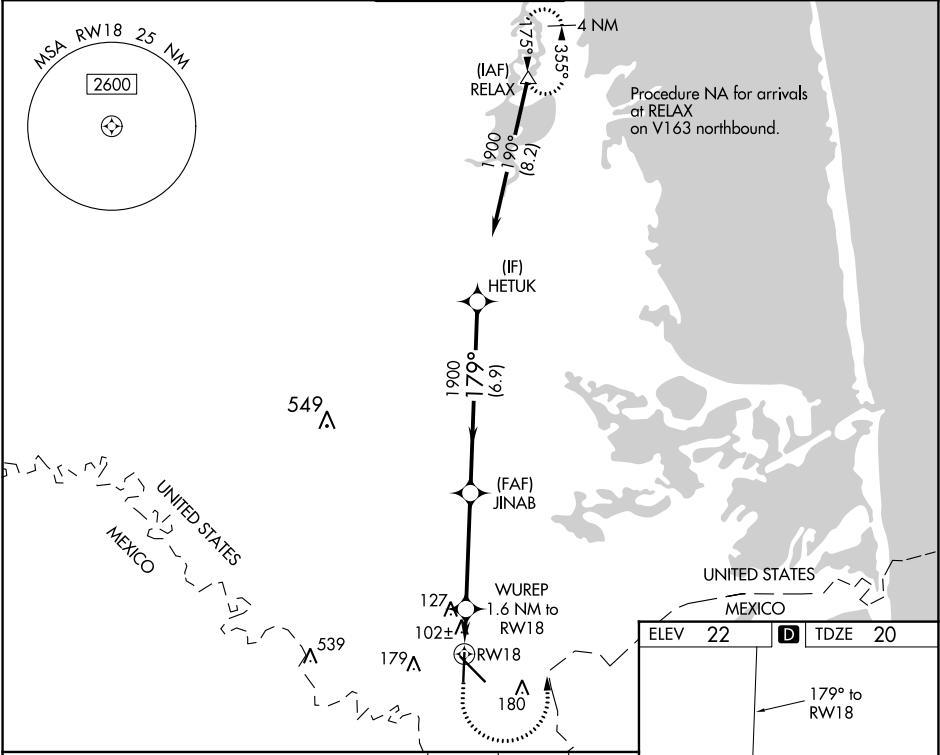 MSA RW18 25 NM
2600
4 NM
175°
355°
(IAF)
RELAX
Procedure NA for arrivals
at RELAX
on V163 northbound.
1900
190°
(8.2)
(IF)
HETUK
1900
179°
(6.9)
549
(FAF)
JINAB
UNITED STATES
MEXICO
UNITED STATES
MEXICO
WUREP
1.6 NM to
RW18
127
102±
RW18
539
179
180
ELEV 22 D TDZE 20
179° to
RW18